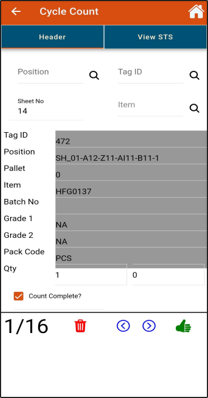 Cycle Count
Header View STS
Position Tag ID
Sheet No
14 Item
Tag ID 472
Position SH_01-A12-Z11-AI11-B11-1
Pallet 0
Item HFG0137
Batch No
Grade 1 NA
Grade 2 NA
Pack Code PCS
Qty 1 0
Count Complete?
1/16